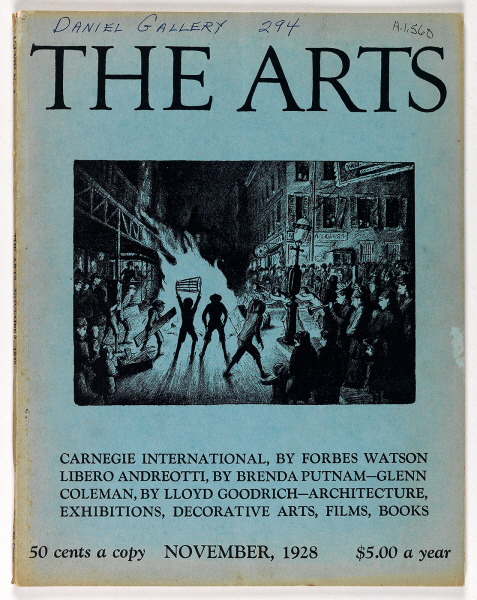 DANIEL GALLERY 294 A.1.560
THE ARTS
CARNEGIE INTERNATIONAL, BY FORBES WATSON
LIBERO ANDREOTTI, BY BRENDA PUTNAM—GLENN
COLEMAN, BY LLOYD GOODRICH—ARCHITECTURE,
EXHIBITIONS, DECORATIVE ARTS, FILMS, BOOKS
50 cents a copy NOVEMBER, 1928 $5.00 a year